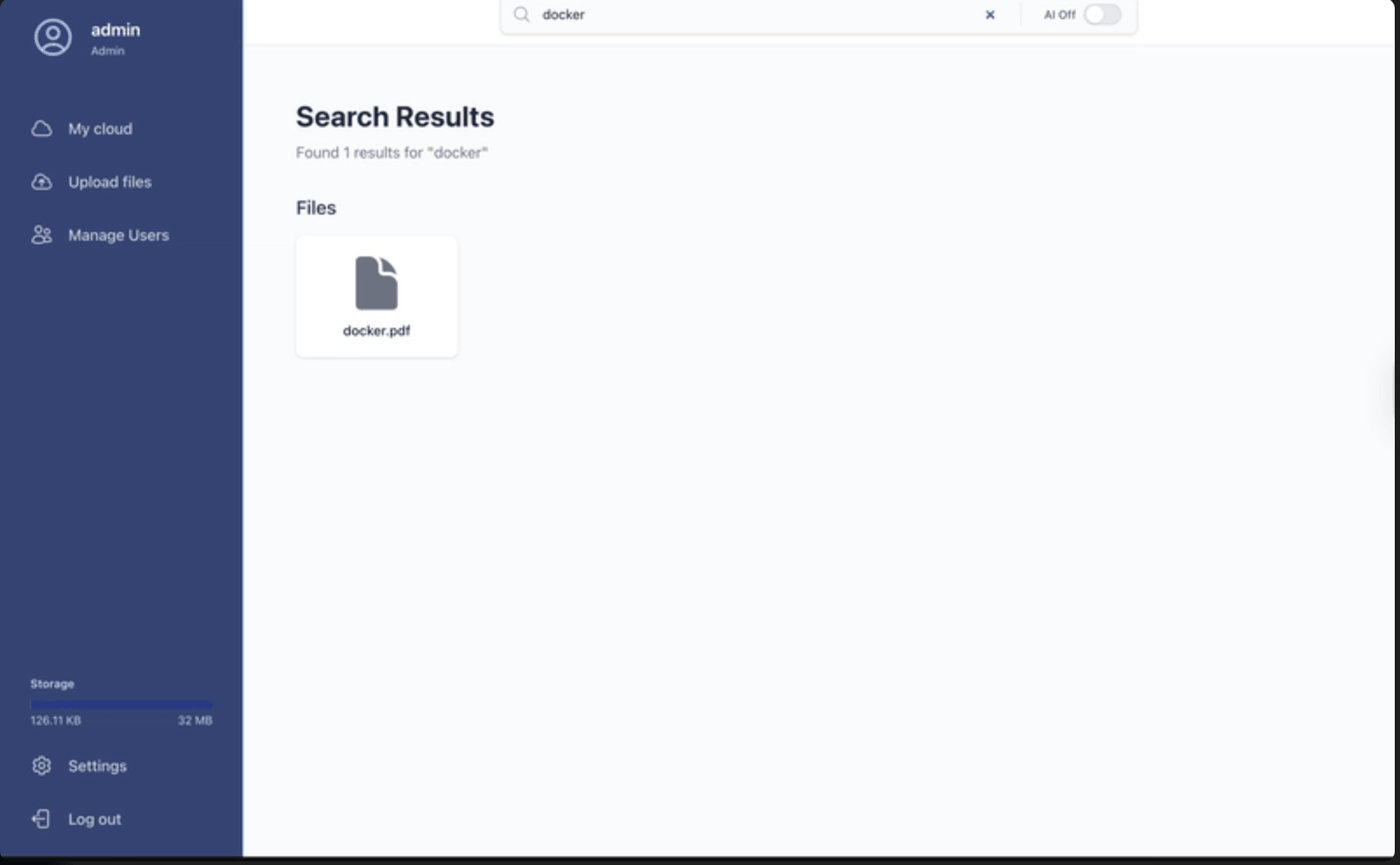 admin
Admin
My cloud
Upload files
Manage Users
Storage
126.11 KB 32 MB
Settings
Log out
docker × AI Off
Search Results
Found 1 results for "docker"
Files
docker.pdf